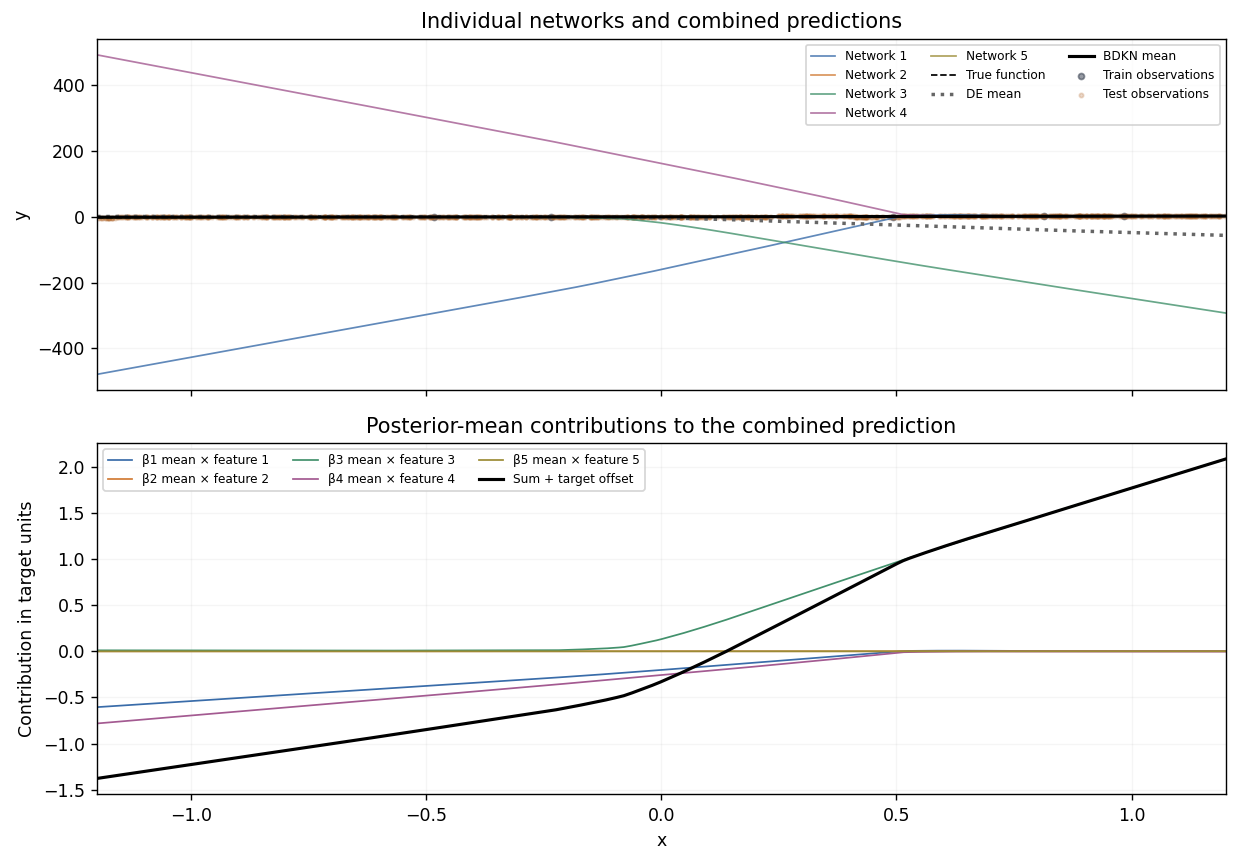 Individual networks and combined predictions
Network 1
Network 2
Network 3
Network 4
Network 5
True function
DE mean
BDKN mean
Train observations
Test observations
400
200
0
−200
−400
y
Posterior-mean contributions to the combined prediction
β1 mean × feature 1
β2 mean × feature 2
β3 mean × feature 3
β4 mean × feature 4
β5 mean × feature 5
Sum + target offset
2.0
1.5
1.0
0.5
0.0
−0.5
−1.0
−1.5
Contribution in target units
−1.0 −0.5 0.0 0.5 1.0
x